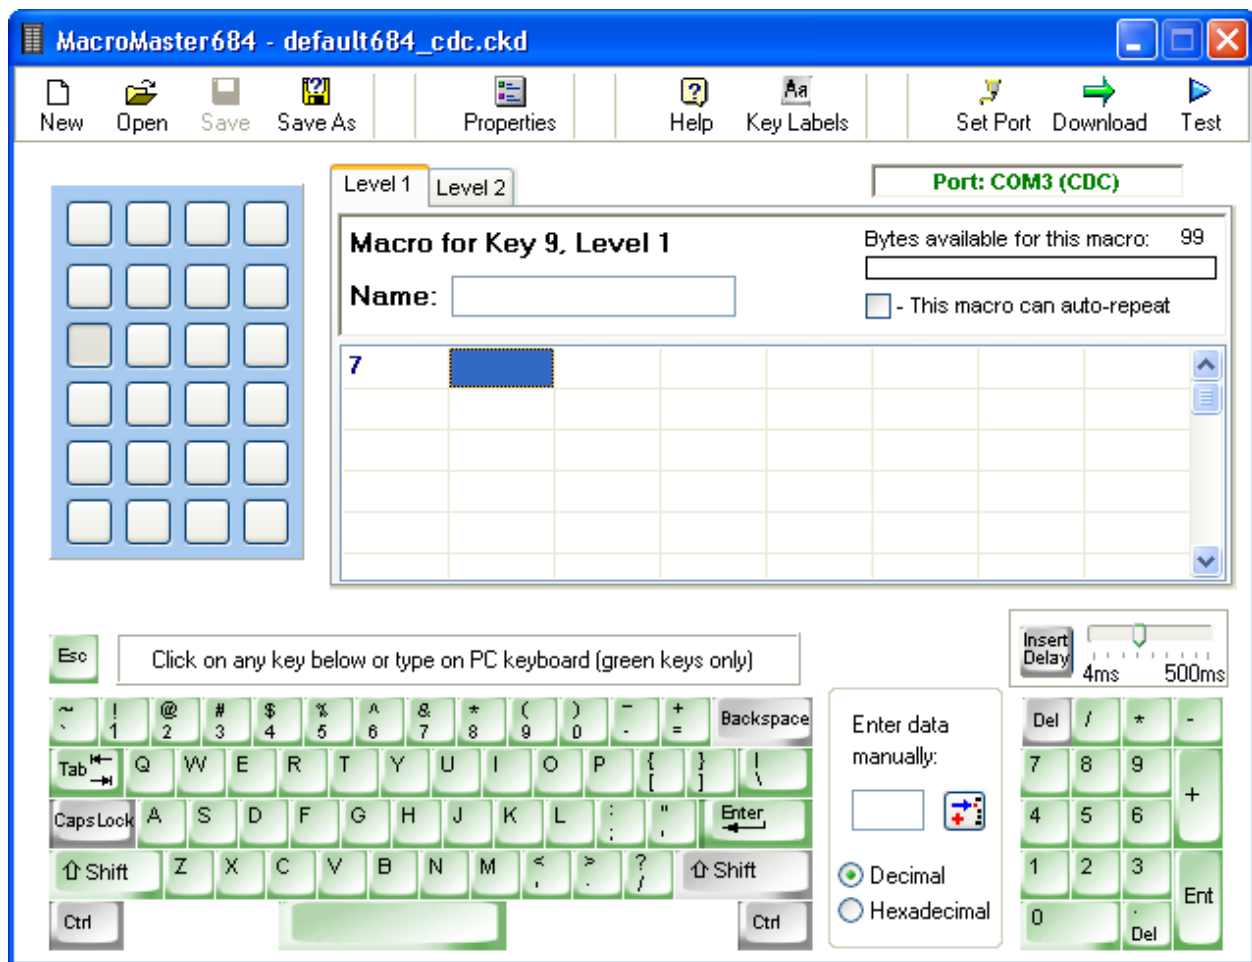 MacroMaster684 - default684_cdc.ckd
New Open Save Save As Properties Help Key Labels Set Port Download Test
Level 1 Level 2 Port: COM3 (CDC)
Macro for Key 9, Level 1 Bytes available for this macro: 99
Name:
- This macro can auto-repeat
7
Esc Click on any key below or type on PC keyboard (green keys only)
Insert Delay 4ms 500ms
~ ! @ # $ % ^ & * ( ) - +
` 1 2 3 4 5 6 7 8 9 0 - = Backspace
Tab Q W E R T Y U I O P { } |
[ ] \
CapsLock A S D F G H J K L : " Enter
; '
Shift Z X C V B N M < > ? Shift
, . /
Ctrl Ctrl
Enter data
manually:
Decimal
Hexadecimal
Del / * -
7 8 9 +
4 5 6
1 2 3 Ent
0 . Del